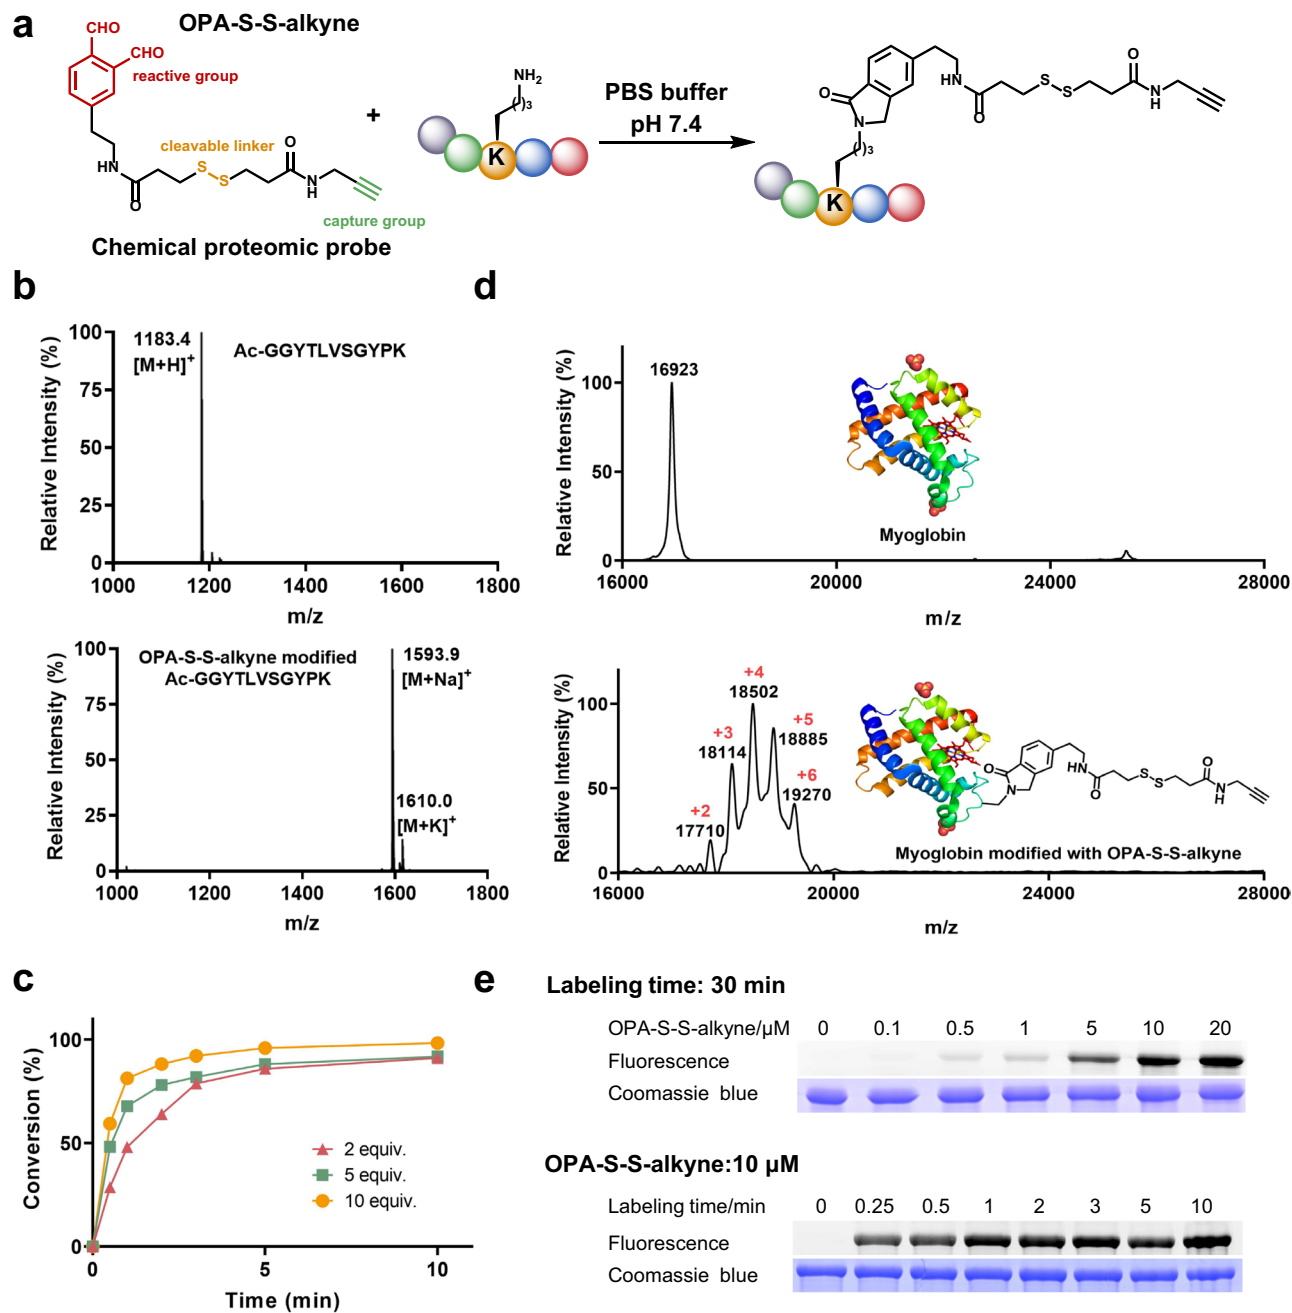 a
OPA-S-S-alkyne
CHO
CHO
reactive group
cleavable linker
HN
O
S
S
O
N
H
capture group
Chemical proteomic probe
+
NH2
( )3
K
PBS buffer
pH 7.4
O
N
( )3
K
NH
O
S
S
O
N
H
b
100
75
50
25
0
1183.4
[M+H]+
Ac-GGYTLVSGYPK
Relative Intensity (%)
1000 1200 1400 1600 1800
m/z
100
75
50
25
0
OPA-S-S-alkyne modified
Ac-GGYTLVSGYPK
1593.9
[M+Na]+
1610.0
[M+K]+
Relative Intensity (%)
1000 1200 1400 1600 1800
m/z
d
100
50
0
16923
Myoglobin
Relative Intensity (%)
16000 20000 24000 28000
m/z
100
50
0
+4
18502
+3
18114
+5
18885
+6
19270
+2
17710
O
N
NH
O
S
S
O
N
H
Myoglobin modified with OPA-S-S-alkyne
Relative Intensity (%)
16000 20000 24000 28000
m/z
c
100
50
0
Conversion (%)
2 equiv.
5 equiv.
10 equiv.
0 5 10
Time (min)
e
Labeling time: 30 min
OPA-S-S-alkyne/μM 0 0.1 0.5 1 5 10 20
Fluorescence
Coomassie blue
OPA-S-S-alkyne:10 μM
Labeling time/min 0 0.25 0.5 1 2 3 5 10
Fluorescence
Coomassie blue